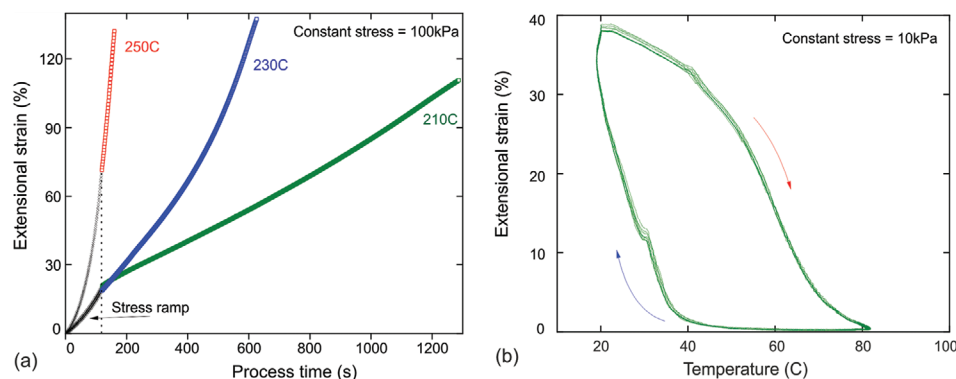 Extensional strain (%)
120
90
60
30
0
250C
230C
210C
Constant stress = 100kPa
Stress ramp
0 200 400 600 800 1000 1200
(a) Process time (s)
Extensional strain (%)
40
30
20
10
0
Constant stress = 10kPa
20 40 60 80 100
(b) Temperature (C)